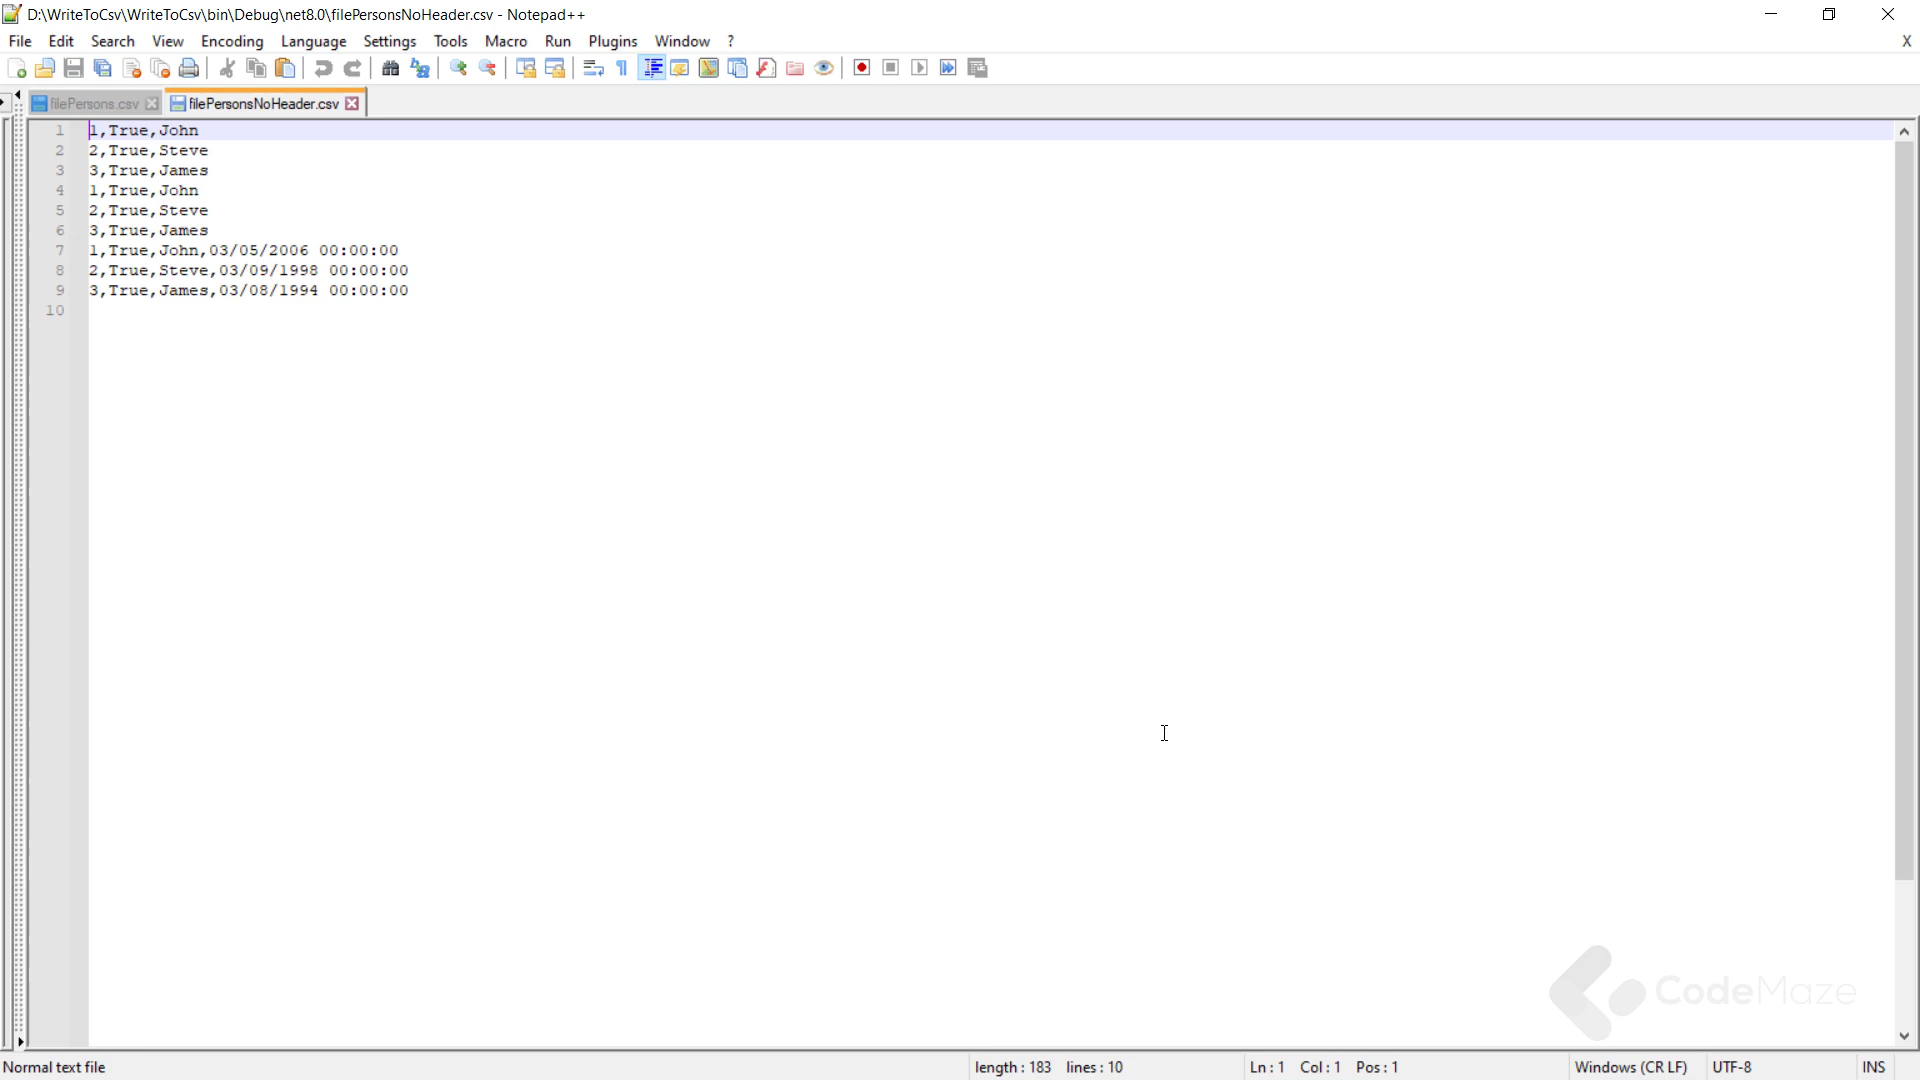 D:\WriteToCsv\WriteToCsv\bin\Debug\net8.0\filePersonsNoHeader.csv - Notepad++
File Edit Search View Encoding Language Settings Tools Macro Run Plugins Window ? X
filePersons.csv filePersonsNoHeader.csv
1 1,True,John
2 2,True,Steve
3 3,True,James
4 1,True,John
5 2,True,Steve
6 3,True,James
7 1,True,John,03/05/2006 00:00:00
8 2,True,Steve,03/09/1998 00:00:00
9 3,True,James,03/08/1994 00:00:00
10
CodeMaze
Normal text file length : 183 lines : 10 Ln : 1 Col : 1 Pos : 1 Windows (CR LF) UTF-8 INS